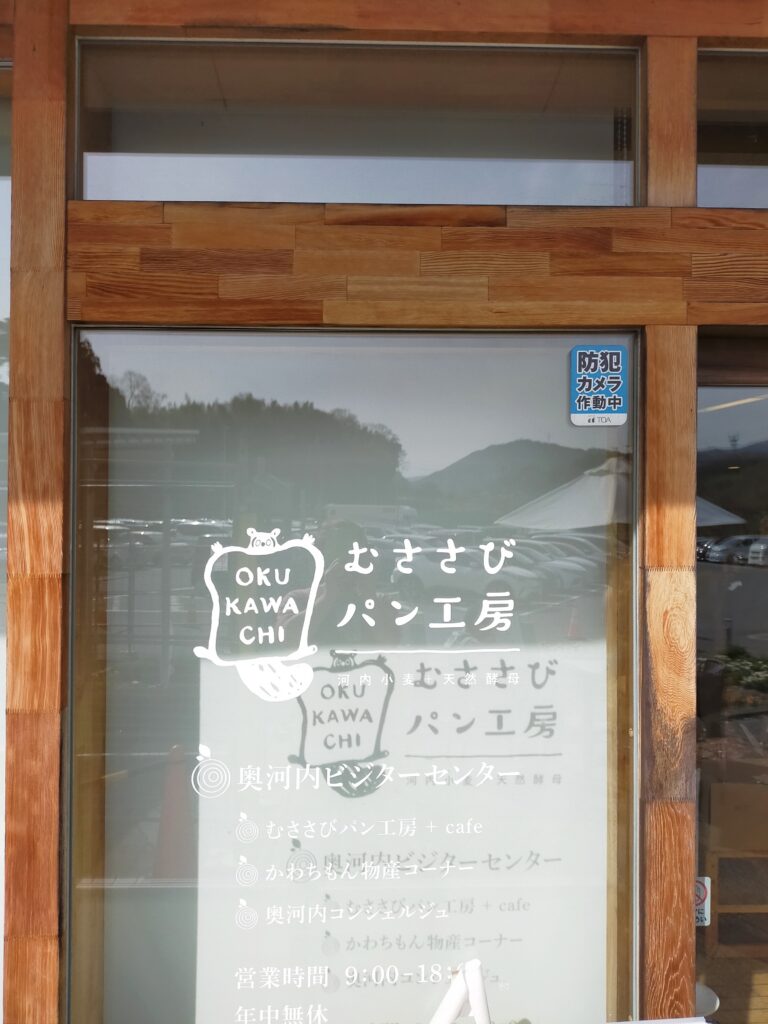 防犯
カメラ
作動中
TOA
OKU
KAWA
CHI
むささび
パン工房
河内小麦＋天然酵母
奥河内ビジターセンター
むささびパン工房 + cafe
かわちもん物産コーナー
奥河内コンシェルジュ
営業時間 9:00-18:
年中無休